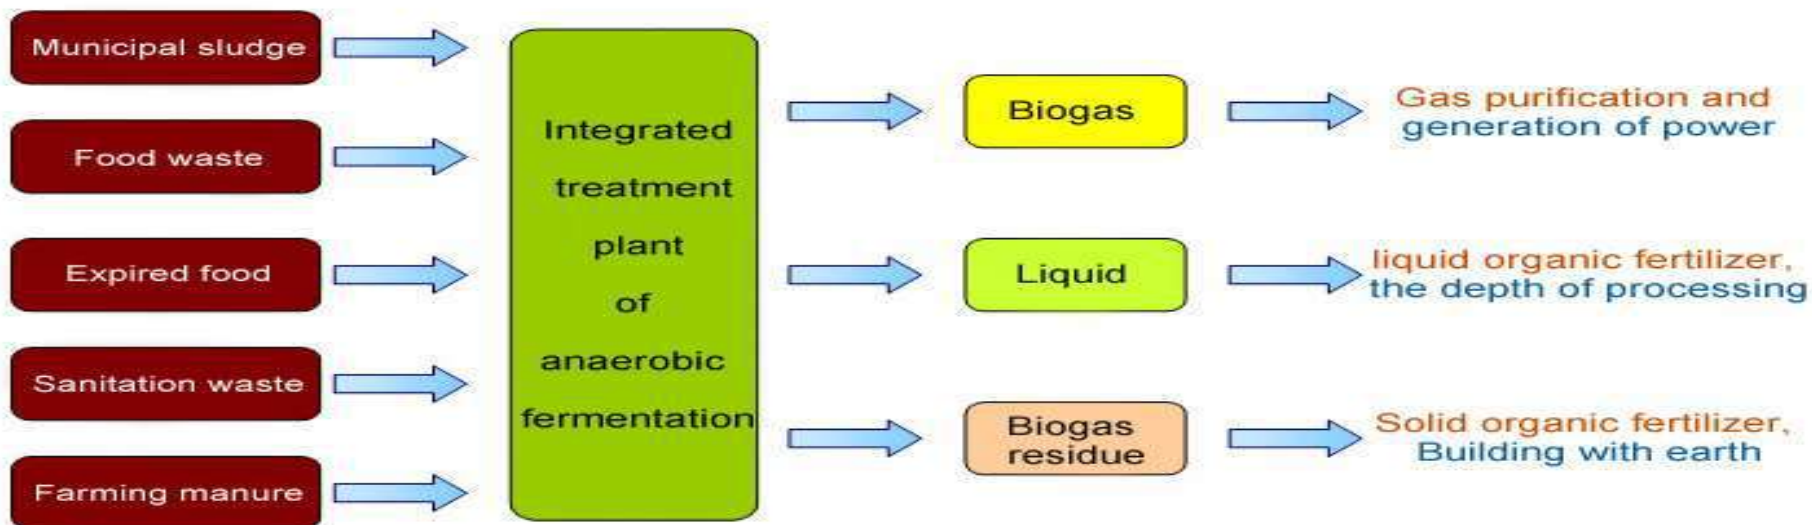 Municipal sludge
Food waste
Expired food
Sanitation waste
Farming manure
Integrated
treatment
plant
of
anaerobic
fermentation
Biogas
Gas purification and
generation of power
Liquid
liquid organic fertilizer,
the depth of processing
Biogas
residue
Solid organic fertilizer,
Building with earth